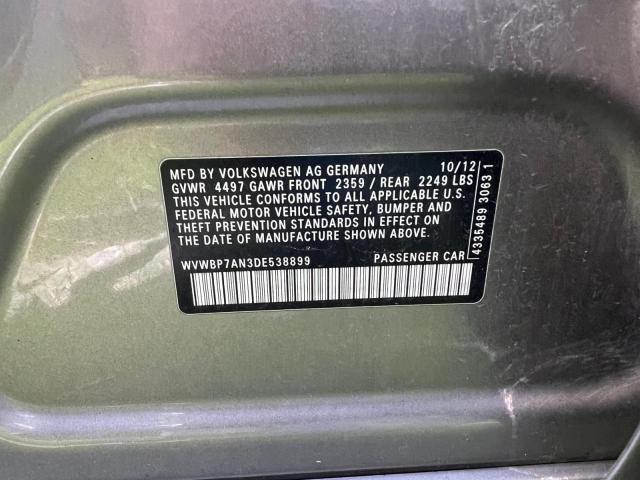 MFD BY VOLKSWAGEN AG GERMANY 10/12
GVWR 4497 GAWR FRONT 2359 / REAR 2249 LBS
THIS VEHICLE CONFORMS TO ALL APPLICABLE U.S.
FEDERAL MOTOR VEHICLE SAFETY, BUMPER AND
THEFT PREVENTION STANDARDS IN EFFECT ON
THE DATE OF MANUFACTURE SHOWN ABOVE.
WVWBP7AN3DE538899 PASSENGER CAR
4335489 30631